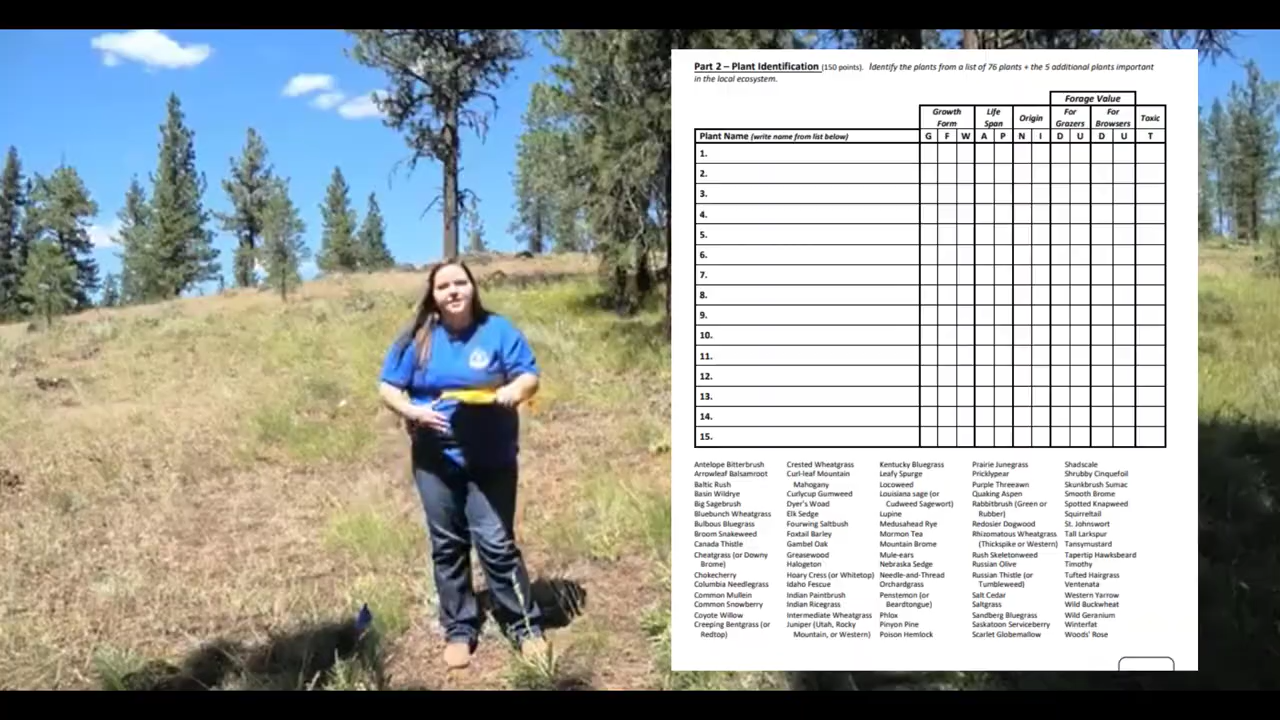 Part 2 – Plant Identification (150 points). Identify the plants from a list of 76 plants + the 5 additional plants important
in the local ecosystem.
Forage Value
Growth Form Life Span Origin For Grazers For Browsers Toxic
Plant Name (write name from list below) G F W A P N I D U D U T
1.
2.
3.
4.
5.
6.
7.
8.
9.
10.
11.
12.
13.
14.
15.
Antelope Bitterbrush
Arrowleaf Balsamroot
Baltic Rush
Basin Wildrye
Big Sagebrush
Bluebunch Wheatgrass
Bulbous Bluegrass
Broom Snakeweed
Canada Thistle
Cheatgrass (or Downy
Brome)
Chokecherry
Columbia Needlegrass
Common Mullein
Common Snowberry
Coyote Willow
Creeping Bentgrass (or
Redtop)
Crested Wheatgrass
Curl-leaf Mountain
Mahogany
Curlycup Gumweed
Dyer's Woad
Elk Sedge
Fourwing Saltbush
Foxtail Barley
Gambel Oak
Greasewood
Halogeton
Hoary Cress (or Whitetop)
Idaho Fescue
Indian Paintbrush
Indian Ricegrass
Intermediate Wheatgrass
Juniper (Utah, Rocky
Mountain, or Western)
Kentucky Bluegrass
Leafy Spurge
Locoweed
Louisiana sage (or
Cudweed Sagewort)
Lupine
Medusahead Rye
Mormon Tea
Mountain Brome
Mule-ears
Nebraska Sedge
Needle-and-Thread
Orchardgrass
Penstemon (or
Beardtongue)
Phlox
Pinyon Pine
Poison Hemlock
Prairie Junegrass
Pricklypear
Purple Threeawn
Quaking Aspen
Rabbitbrush (Green or
Rubber)
Redosier Dogwood
Rhizomatous Wheatgrass
(Thickspike or Western)
Rush Skeletonweed
Russian Olive
Russian Thistle (or
Tumbleweed)
Salt Cedar
Saltgrass
Sandberg Bluegrass
Saskatoon Serviceberry
Scarlet Globemallow
Shadscale
Shrubby Cinquefoil
Skunkbrush Sumac
Smooth Brome
Spotted Knapweed
Squirreltail
St. Johnswort
Tall Larkspur
Tansymustard
Tapertip Hawksbeard
Timothy
Tufted Hairgrass
Ventenata
Western Yarrow
Wild Buckwheat
Wild Geranium
Winterfat
Woods' Rose